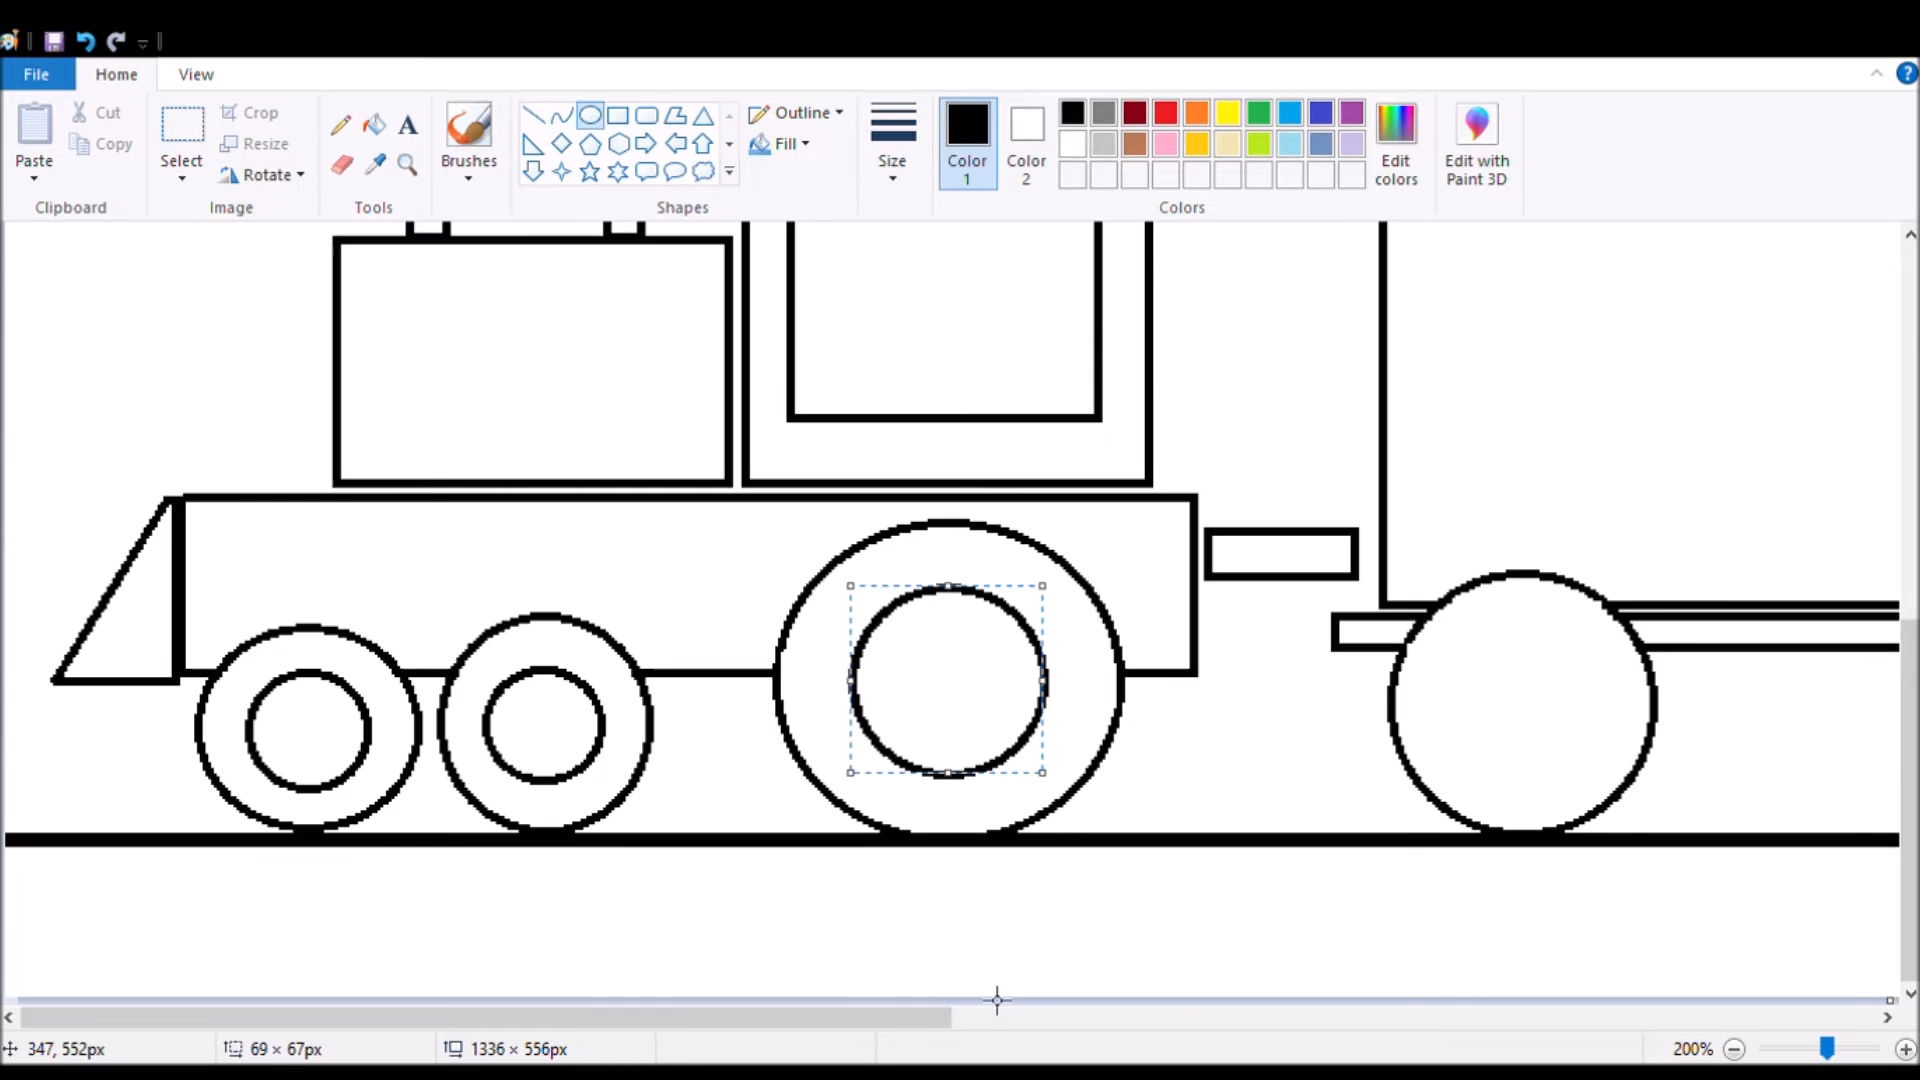 File Home View
Paste
Cut
Copy
Clipboard
Select
Crop
Resize
Rotate
Image
A
Tools
Brushes
Outline
Fill
Shapes
Size
Color 1
Color 2
Edit colors
Colors
Edit with Paint 3D
?
347, 552px 69 × 67px 1336 × 556px 200%